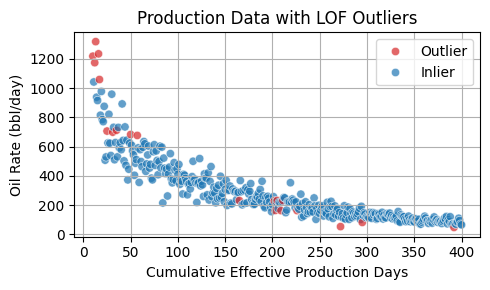 Production Data with LOF Outliers
Oil Rate (bbl/day)
1200
1000
800
600
400
200
0
Outlier
Inlier
0 50 100 150 200 250 300 350 400
Cumulative Effective Production Days